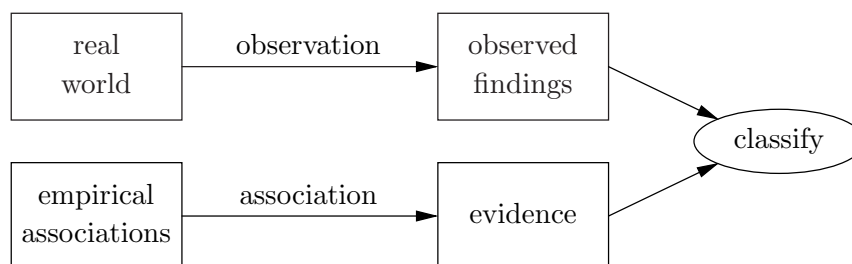 real
world
observation
observed
findings
classify
empirical
associations
association
evidence